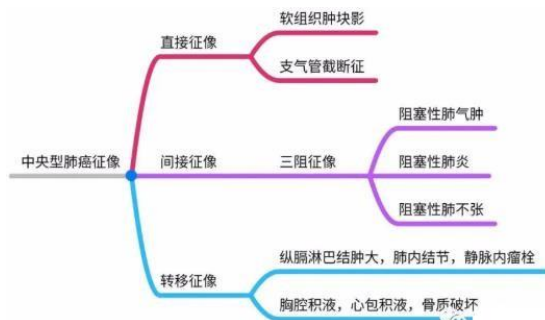 软组织肿块影
直接征像
支气管截断征
阻塞性肺气肿
中央型肺癌征像
间接征像
三阻征像
阻塞性肺炎
阻塞性肺不张
纵膈淋巴结肿大，肺内结节，静脉内瘤栓
转移征像
胸腔积液，心包积液，骨质破坏